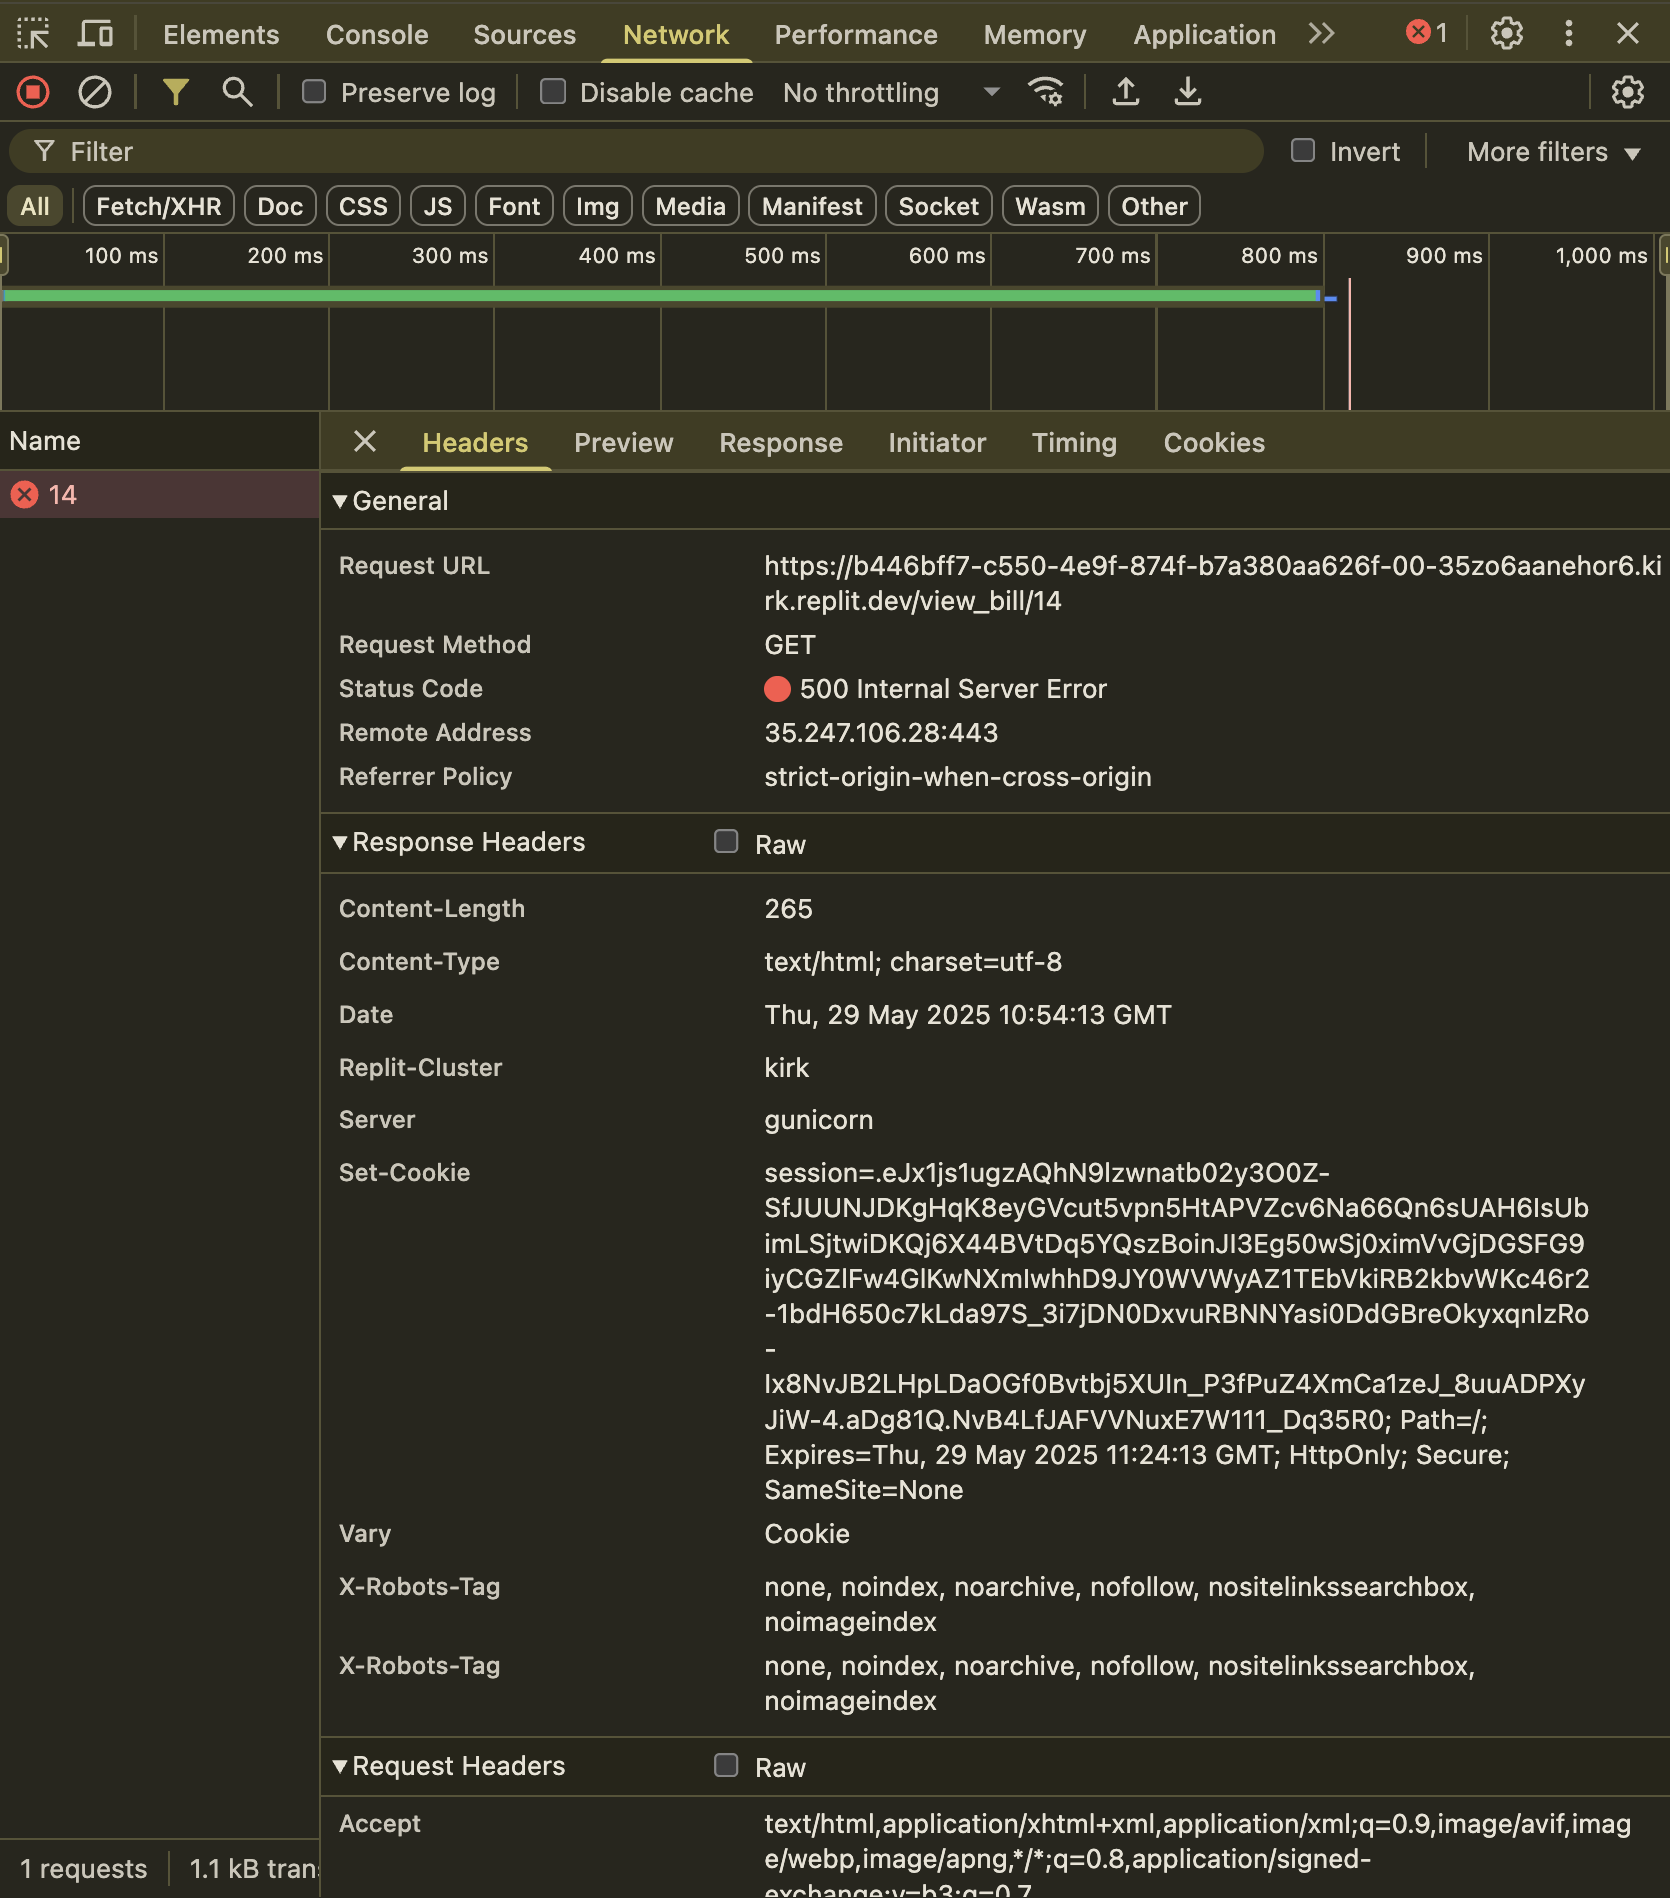 Elements Console Sources Network Performance Memory Application 1
Preserve log Disable cache No throttling
Filter Invert More filters
All Fetch/XHR Doc CSS JS Font Img Media Manifest Socket Wasm Other
100 ms 200 ms 300 ms 400 ms 500 ms 600 ms 700 ms 800 ms 900 ms 1,000 ms
Name Headers Preview Response Initiator Timing Cookies
14
General
Request URL https://b446bff7-c550-4e9f-874f-b7a380aa626f-00-35zo6aanehor6.ki
rk.replit.dev/view_bill/14
Request Method GET
Status Code 500 Internal Server Error
Remote Address 35.247.106.28:443
Referrer Policy strict-origin-when-cross-origin
Response Headers Raw
Content-Length 265
Content-Type text/html; charset=utf-8
Date Thu, 29 May 2025 10:54:13 GMT
Replit-Cluster kirk
Server gunicorn
Set-Cookie session=.eJx1js1ugzAQhN9lzwnatb02y3O0Z-
SfJUUNJDKgHqK8eyGVcut5vpn5HtAPVZcv6Na66Qn6sUAH6IsUb
imLSjtwiDKQj6X44BVtDq5YQszBoinJI3Eg50wSj0ximVvGjDGSFG9
iyCGZlFw4GlKwNXmIwhhD9JY0WVWyAZ1TEbVkiRB2kbvWKc46r2
-1bdH650c7kLda97S_3i7jDN0DxvuRBNNYasi0DdGBreOkyxqnIzRo
-
Ix8NvJB2LHpLDaOGf0Bvtbj5XUIn_P3fPuZ4XmCa1zeJ_8uuADPXy
JiW-4.aDg81Q.NvB4LfJAFVVNuxE7W111_Dq35R0; Path=/;
Expires=Thu, 29 May 2025 11:24:13 GMT; HttpOnly; Secure;
SameSite=None
Vary Cookie
X-Robots-Tag none, noindex, noarchive, nofollow, nositelinkssearchbox,
noimageindex
X-Robots-Tag none, noindex, noarchive, nofollow, nositelinkssearchbox,
noimageindex
Request Headers Raw
Accept text/html,application/xhtml+xml,application/xml;q=0.9,image/avif,imag
e/webp,image/apng,*/*;q=0.8,application/signed-
exchange;v=b3;q=0.7
1 requests 1.1 kB tran